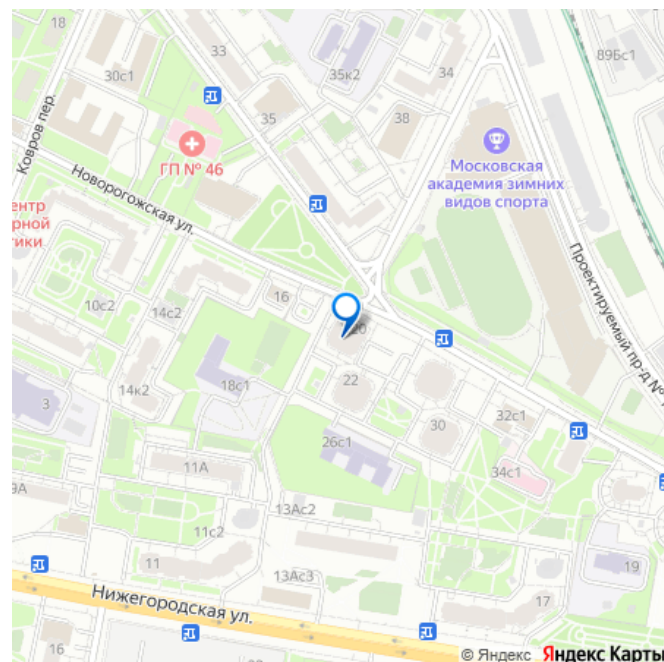 18
33
30с1
35к2
34
89Бс1
Ковров пер.
35
38
ГП № 46
Московская
академия зимних
видов спорта
Новорогожская ул.
ентр
рной
тики
Проектируемый пр-д №
10с2
14с2
16
20
14к2
18с1
22
3
30
32с1
26с1
34с1
11А
9А
13Ас2
11с2
11
13Ас3
19
17
Нижегородская ул.
16
© Яндекс Яндекс Карты